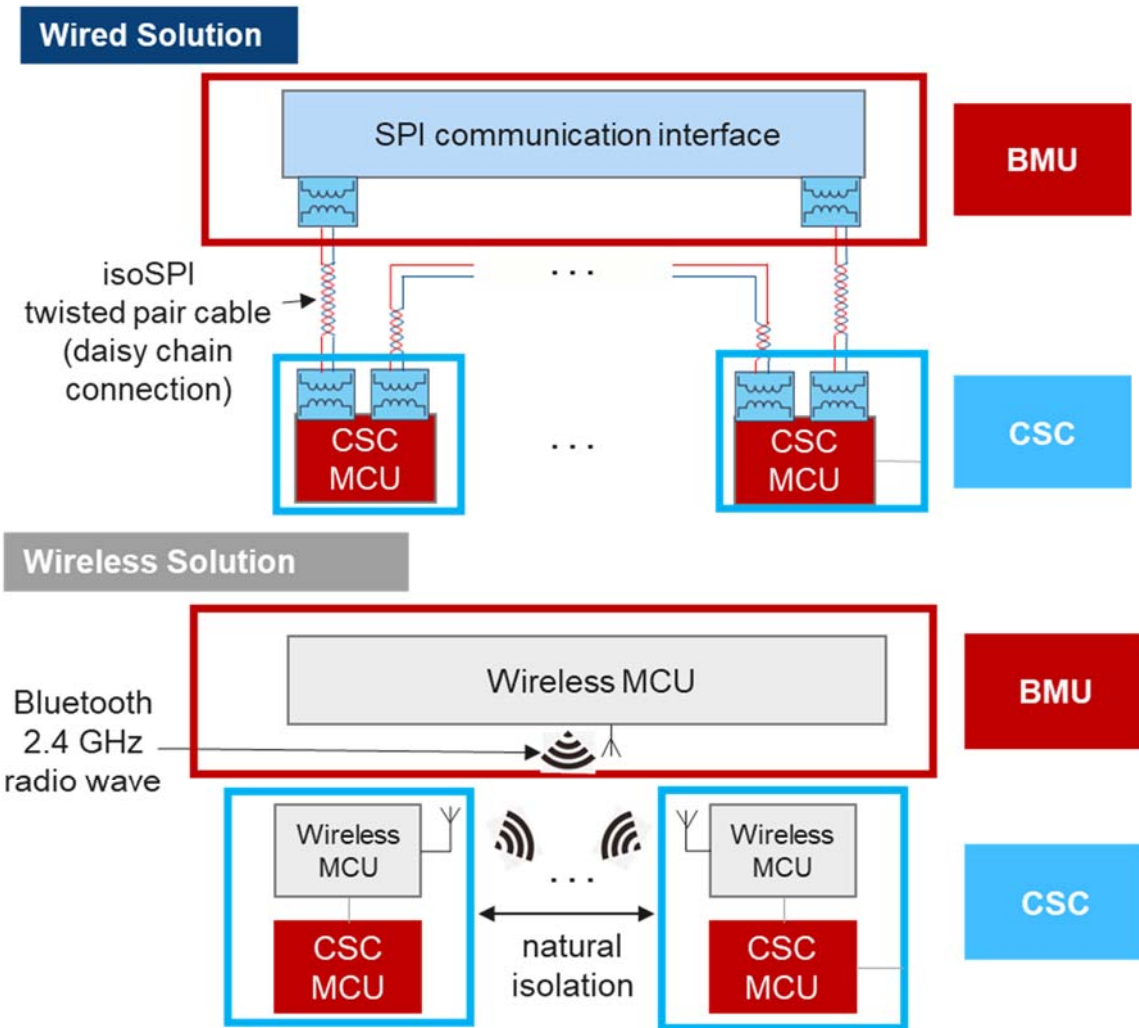 Wired Solution
SPI communication interface
BMU
isoSPI
twisted pair cable
(daisy chain
connection)
. . .
CSC
MCU
. . .
CSC
MCU
CSC
Wireless Solution
Wireless MCU
BMU
Bluetooth
2.4 GHz
radio wave
Wireless
MCU
. . .
Wireless
MCU
CSC
natural
isolation
CSC
MCU
CSC
MCU